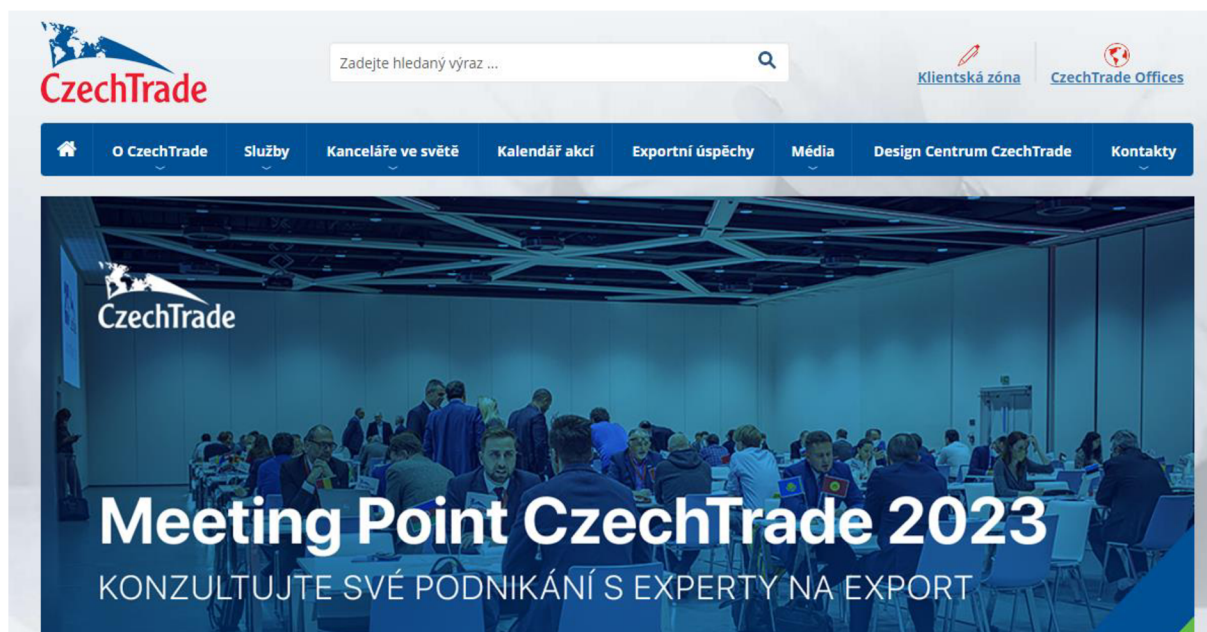 CzechTrade
Zadejte hledaný výraz ...
Klientská zóna
CzechTrade Offices
O CzechTrade
Služby
Kanceláře ve světě
Kalendář akcí
Exportní úspěchy
Média
Design Centrum CzechTrade
Kontakty
CzechTrade
Meeting Point CzechTrade 2023
KONZULTUJTE SVÉ PODNIKÁNÍ S EXPERTY NA EXPORT